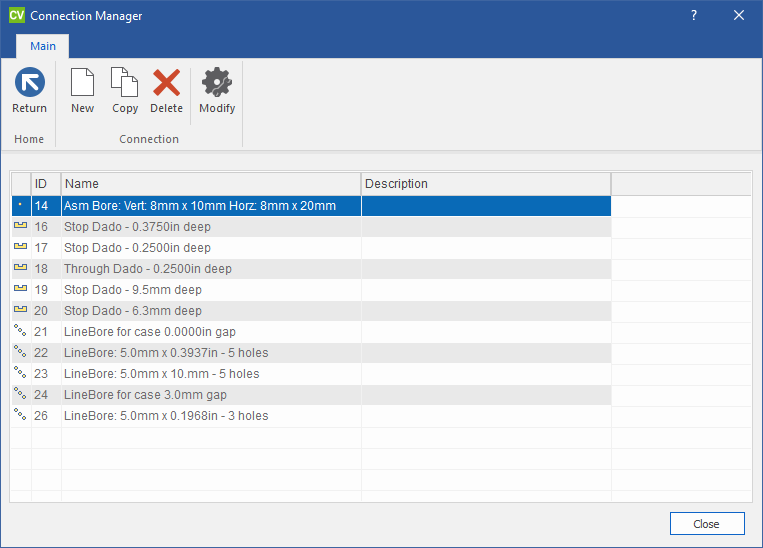 CV Connection Manager ?
Main
Return New Copy Delete Modify
Home Connection
ID Name Description
14 Asm Bore: Vert: 8mm x 10mm Horz: 8mm x 20mm
16 Stop Dado - 0.3750in deep
17 Stop Dado - 0.2500in deep
18 Through Dado - 0.2500in deep
19 Stop Dado - 9.5mm deep
20 Stop Dado - 6.3mm deep
21 LineBore for case 0.0000in gap
22 LineBore: 5.0mm x 0.3937in - 5 holes
23 LineBore: 5.0mm x 10.mm - 5 holes
24 LineBore for case 3.0mm gap
26 LineBore: 5.0mm x 0.1968in - 3 holes
Close